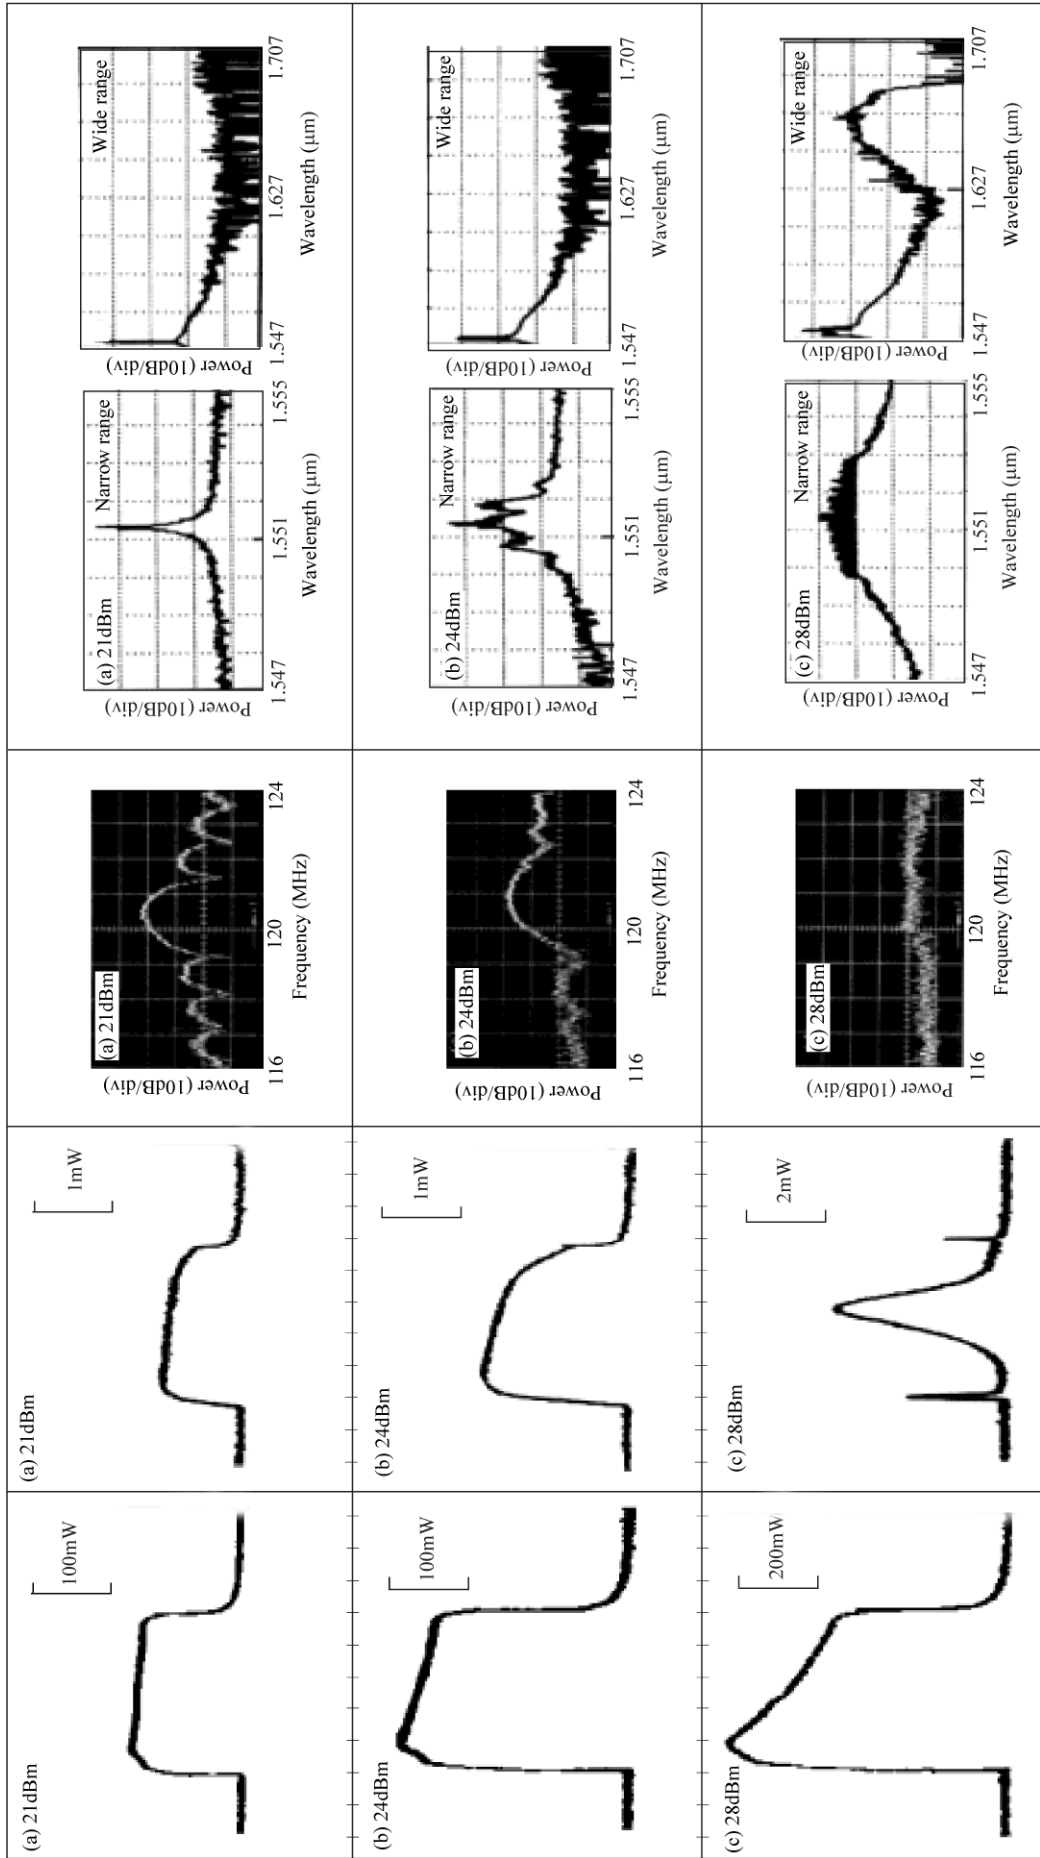 (a) 21dBm
100mW
(a) 21dBm
1mW
(a) 21dBm
Power (10dB/div)
116
120
124
Frequency (MHz)
(a) 21dBm
Narrow range
Power (10dB/div)
1.547
1.551
1.555
Wavelength (μm)
Wide range
Power (10dB/div)
1.547
1.627
1.707
Wavelength (μm)
(b) 24dBm
100mW
(b) 24dBm
1mW
(b) 24dBm
Power (10dB/div)
116
120
124
Frequency (MHz)
(b) 24dBm
Narrow range
Power (10dB/div)
1.547
1.551
1.555
Wavelength (μm)
Wide range
Power (10dB/div)
1.547
1.627
1.707
Wavelength (μm)
(c) 28dBm
200mW
(c) 28dBm
2mW
(c) 28dBm
Power (10dB/div)
116
120
124
Frequency (MHz)
(c) 28dBm
Narrow range
Power (10dB/div)
1.547
1.551
1.555
Wavelength (μm)
Wide range
Power (10dB/div)
1.547
1.627
1.707
Wavelength (μm)